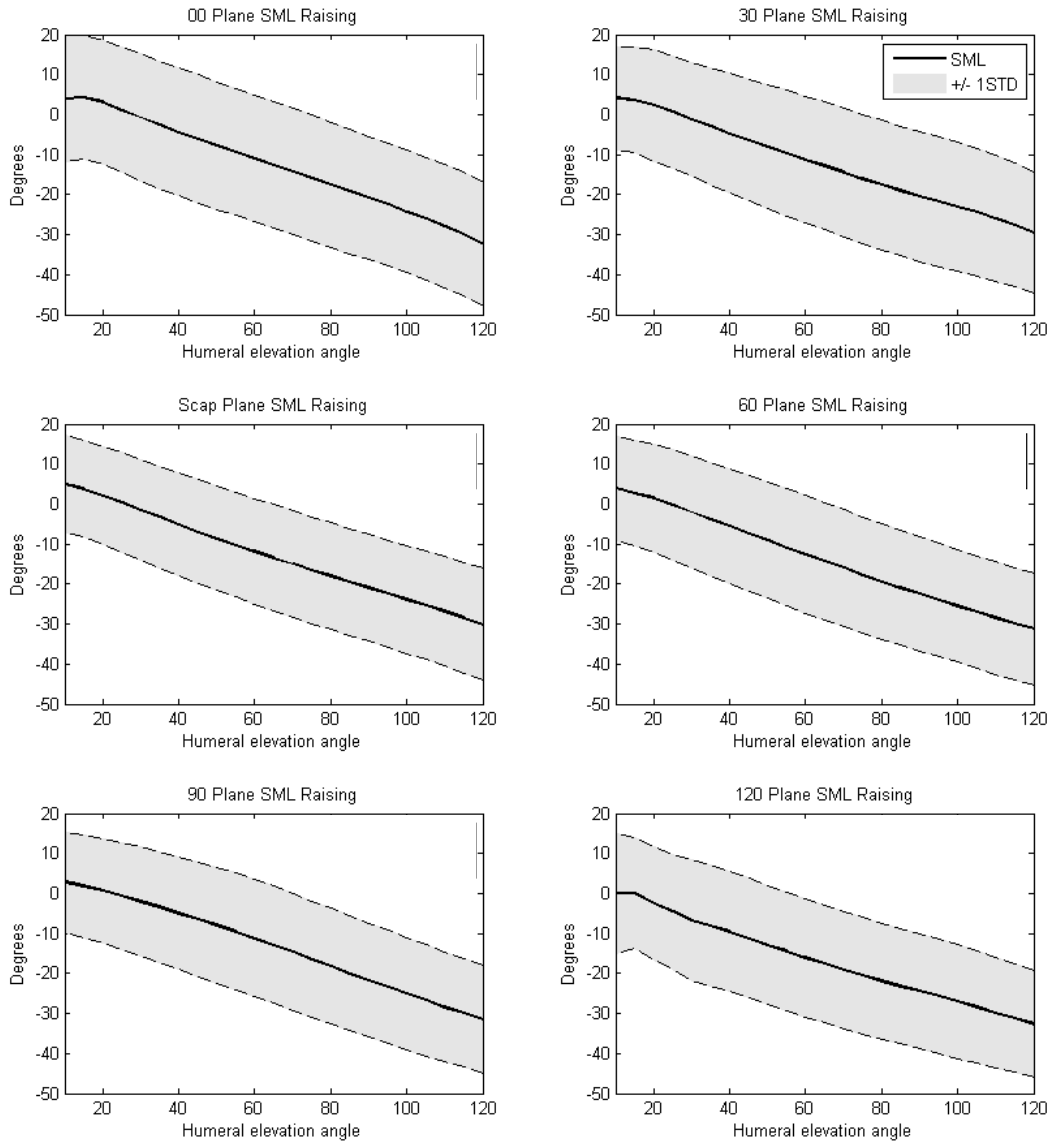 00 Plane SML Raising
20
10
0
-10
-20
-30
-40
-50
Degrees
20 40 60 80 100 120
Humeral elevation angle
30 Plane SML Raising
SML
+/- 1STD
20
10
0
-10
-20
-30
-40
-50
Degrees
20 40 60 80 100 120
Humeral elevation angle
Scap Plane SML Raising
20
10
0
-10
-20
-30
-40
-50
Degrees
20 40 60 80 100 120
Humeral elevation angle
60 Plane SML Raising
20
10
0
-10
-20
-30
-40
-50
Degrees
20 40 60 80 100 120
Humeral elevation angle
90 Plane SML Raising
20
10
0
-10
-20
-30
-40
-50
Degrees
20 40 60 80 100 120
Humeral elevation angle
120 Plane SML Raising
20
10
0
-10
-20
-30
-40
-50
Degrees
20 40 60 80 100 120
Humeral elevation angle